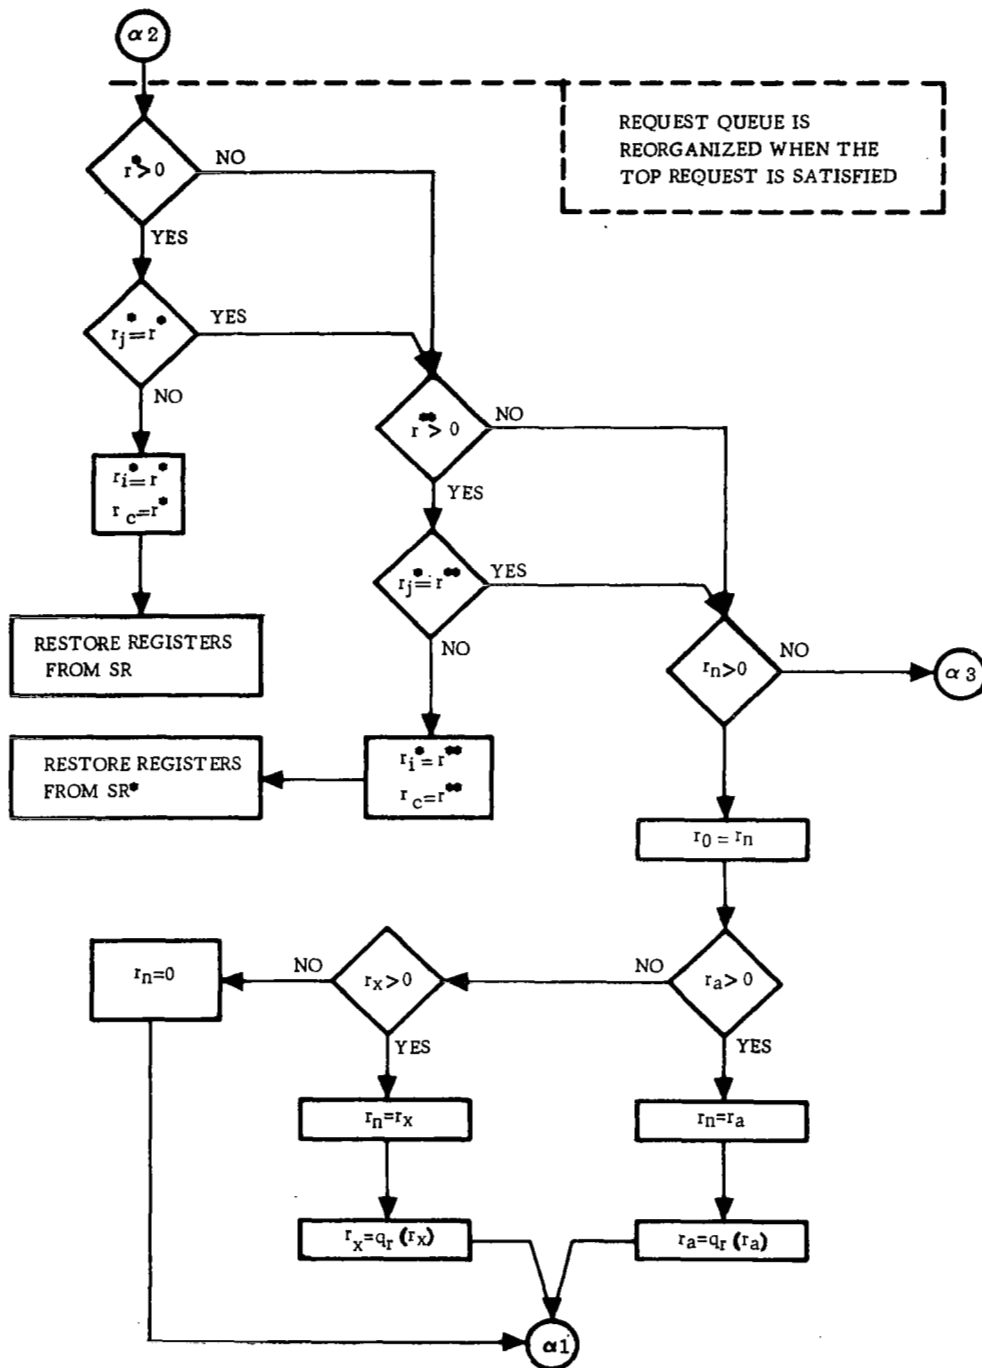 α2
REQUEST QUEUE IS
REORGANIZED WHEN THE
TOP REQUEST IS SATISFIED
r*>0
NO
YES
rj*=r*
YES
NO
r**>0
NO
YES
ri*=r*
rc=r*
rj*=r**
YES
NO
RESTORE REGISTERS
FROM SR
rn>0
NO
α3
RESTORE REGISTERS
FROM SR*
ri*=r**
rc=r**
r0=rn
rn=0
NO
rx>0
NO
ra>0
YES
YES
rn=rx
rn=ra
rx=qr(rx)
ra=qr(ra)
α1